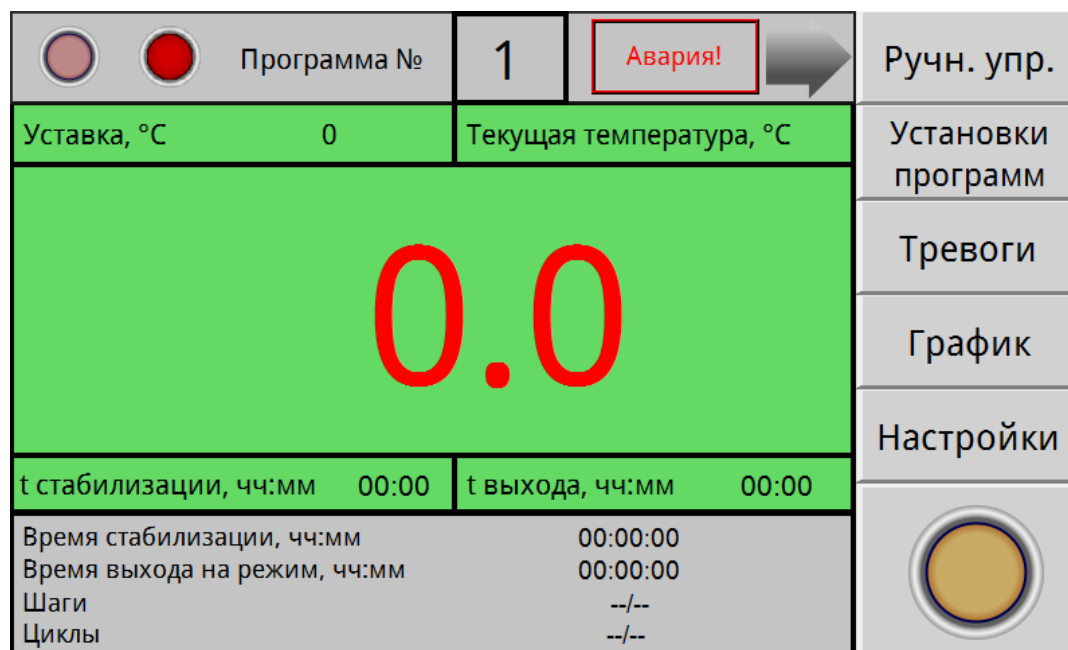 Программа №
1
Авария!
Ручн. упр.
Уставка, °C 0
Текущая температура, °C
Установки
программ
0.0
Тревоги
График
Настройки
t стабилизации, чч:мм 00:00
t выхода, чч:мм 00:00
Время стабилизации, чч:мм 00:00:00
Время выхода на режим, чч:мм 00:00:00
Шаги --/--
Циклы --/--